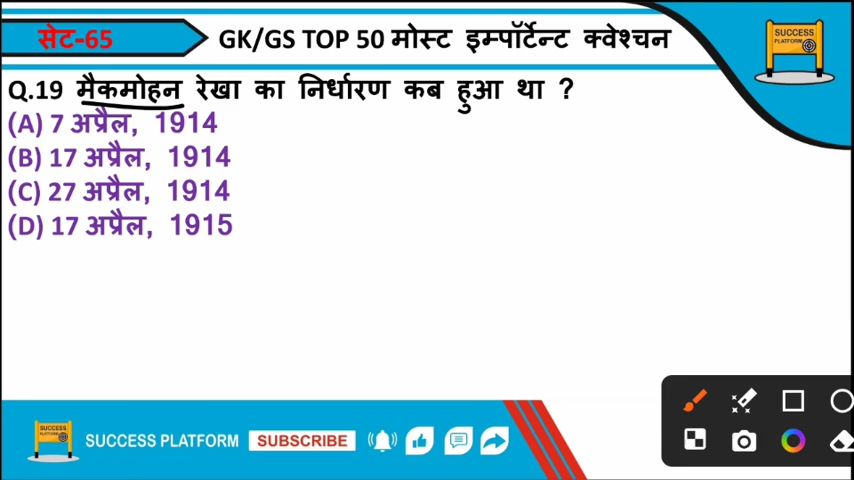 सेट-65
GK/GS TOP 50 मोस्ट इम्पॉर्टेन्ट क्वेश्चन
SUCCESS
PLATFORM
Q.19 मैकमोहन रेखा का निर्धारण कब हुआ था ?
(A) 7 अप्रैल, 1914
(B) 17 अप्रैल, 1914
(C) 27 अप्रैल, 1914
(D) 17 अप्रैल, 1915
SUCCESS
PLATFORM
SUCCESS PLATFORM SUBSCRIBE